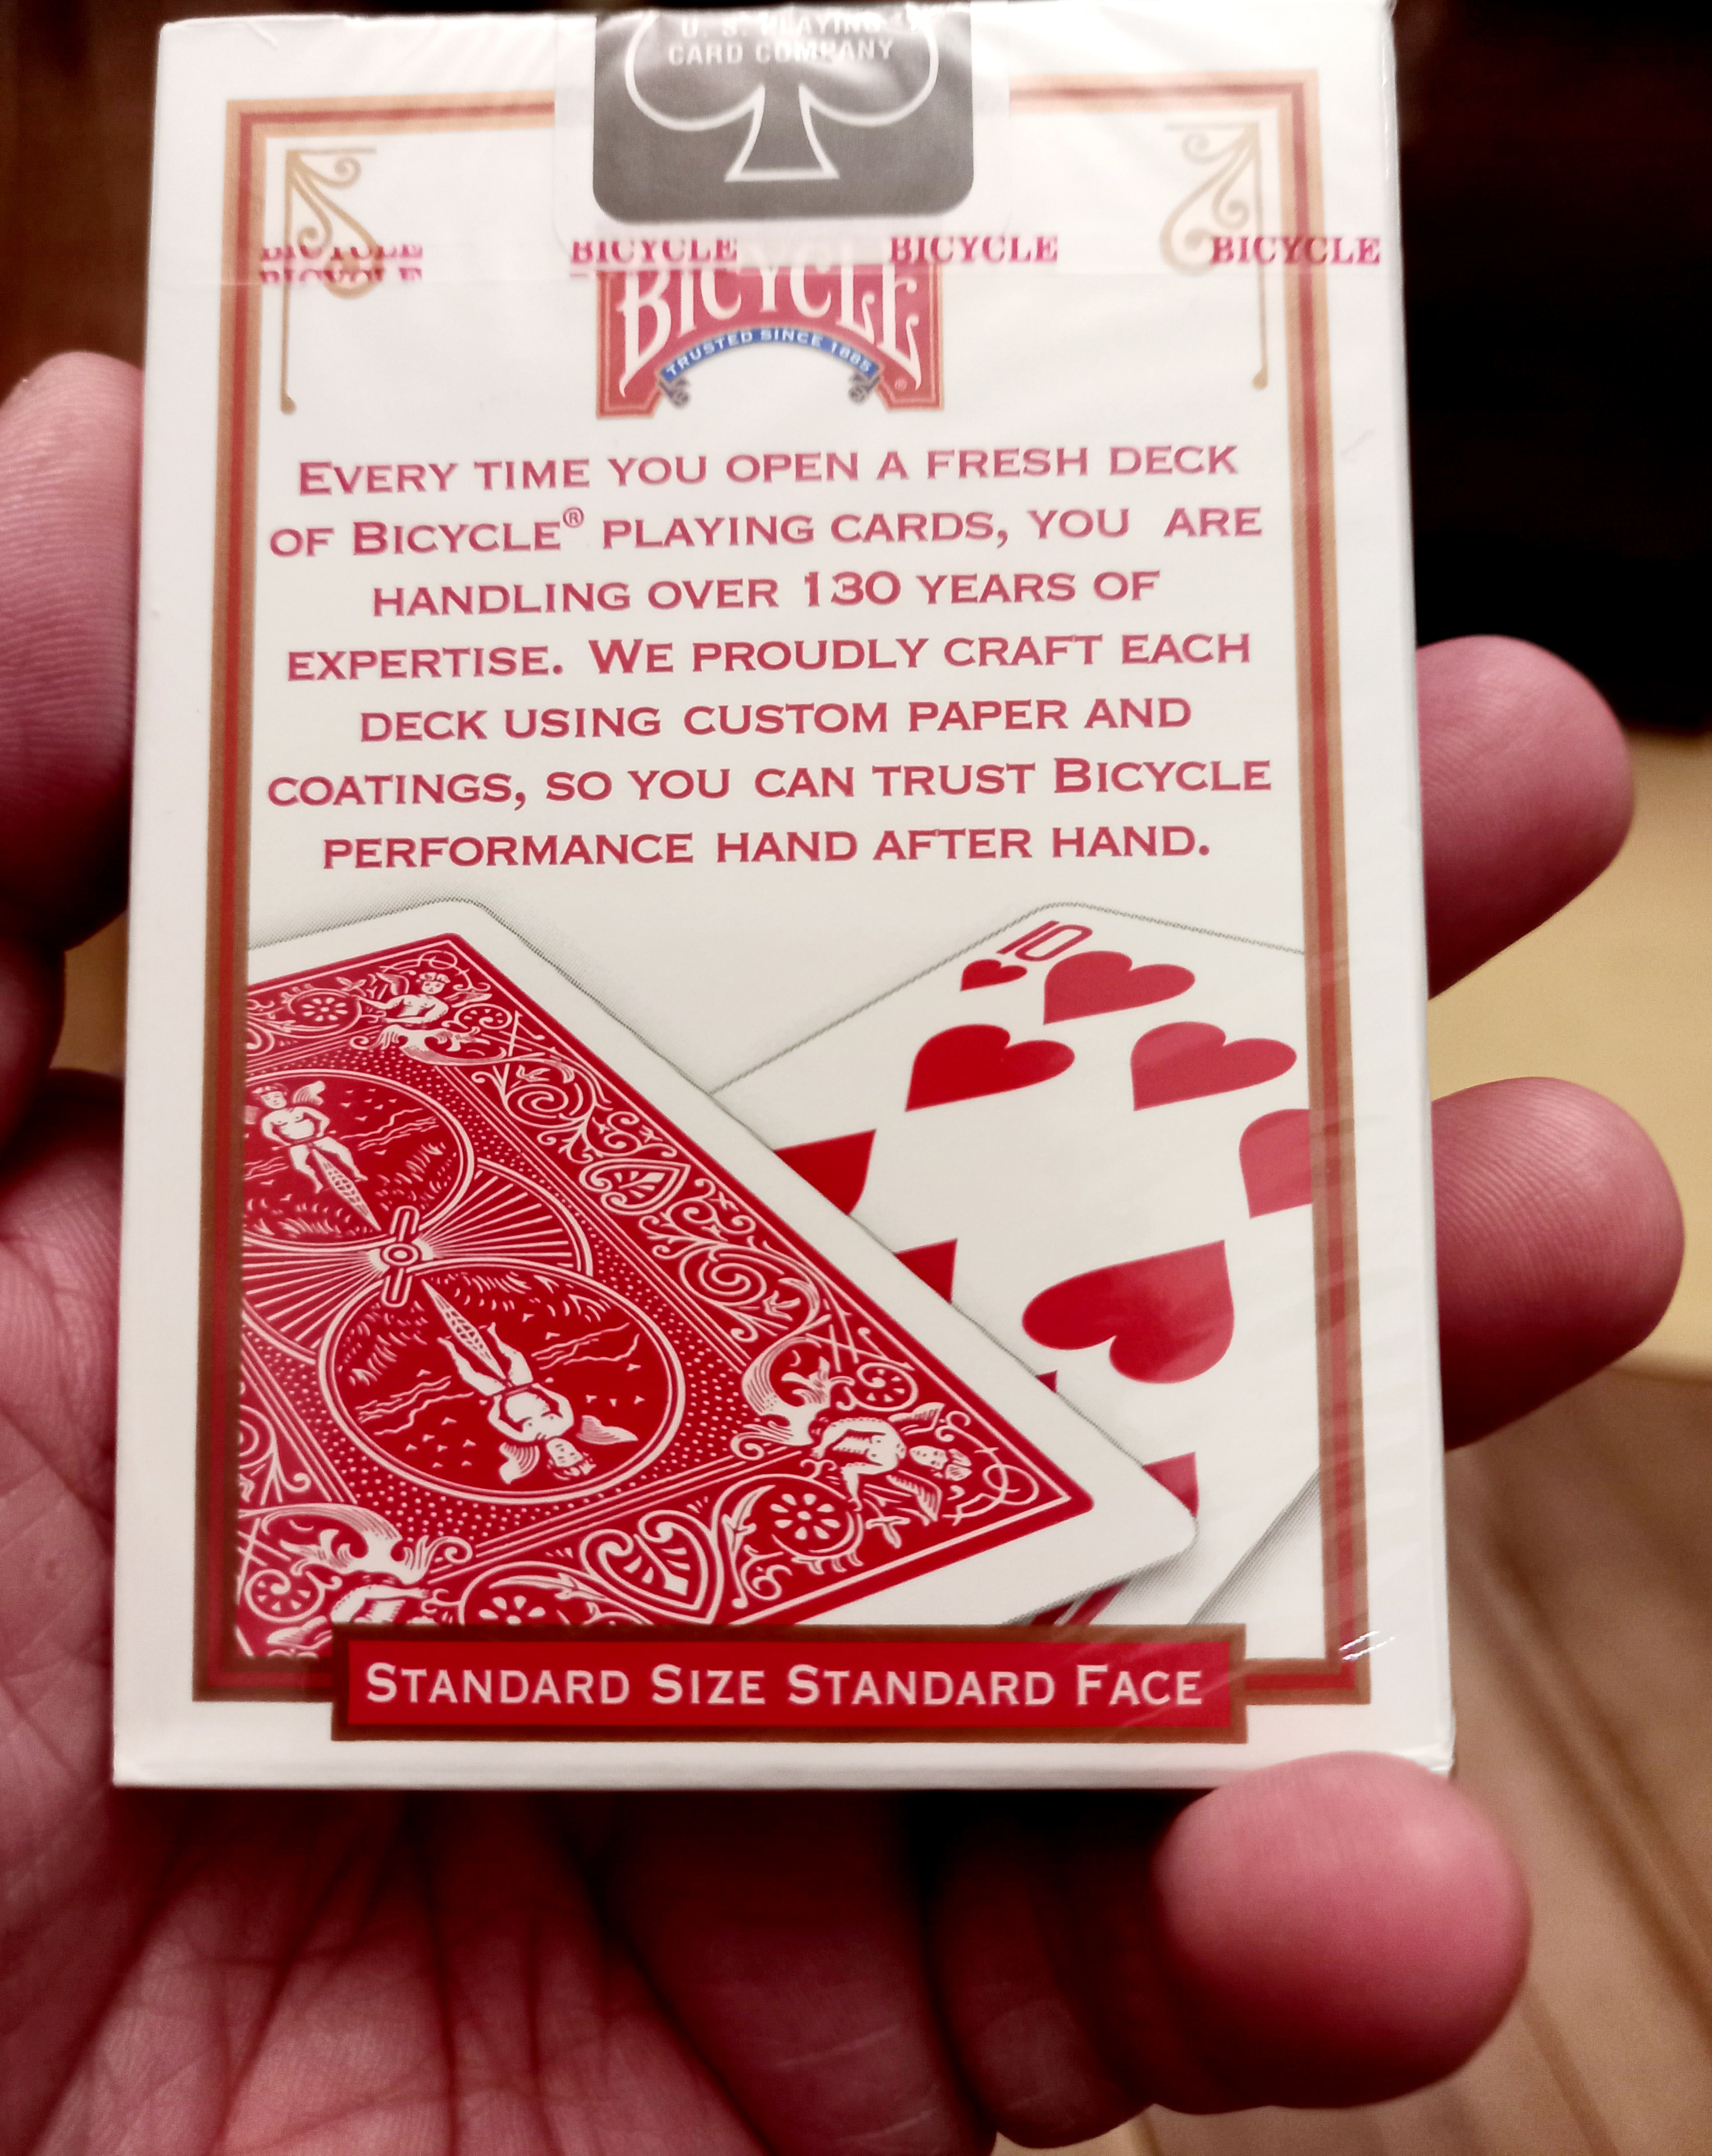 U. S. PLAYING
CARD COMPANY
BICYCLE BICYCLE BICYCLE BICYCLE
BICYCLE
BICYCLE
TRUSTED SINCE 1885
®
EVERY TIME YOU OPEN A FRESH DECK
OF BICYCLE® PLAYING CARDS, YOU ARE
HANDLING OVER 130 YEARS OF
EXPERTISE. WE PROUDLY CRAFT EACH
DECK USING CUSTOM PAPER AND
COATINGS, SO YOU CAN TRUST BICYCLE
PERFORMANCE HAND AFTER HAND.
10
STANDARD SIZE STANDARD FACE